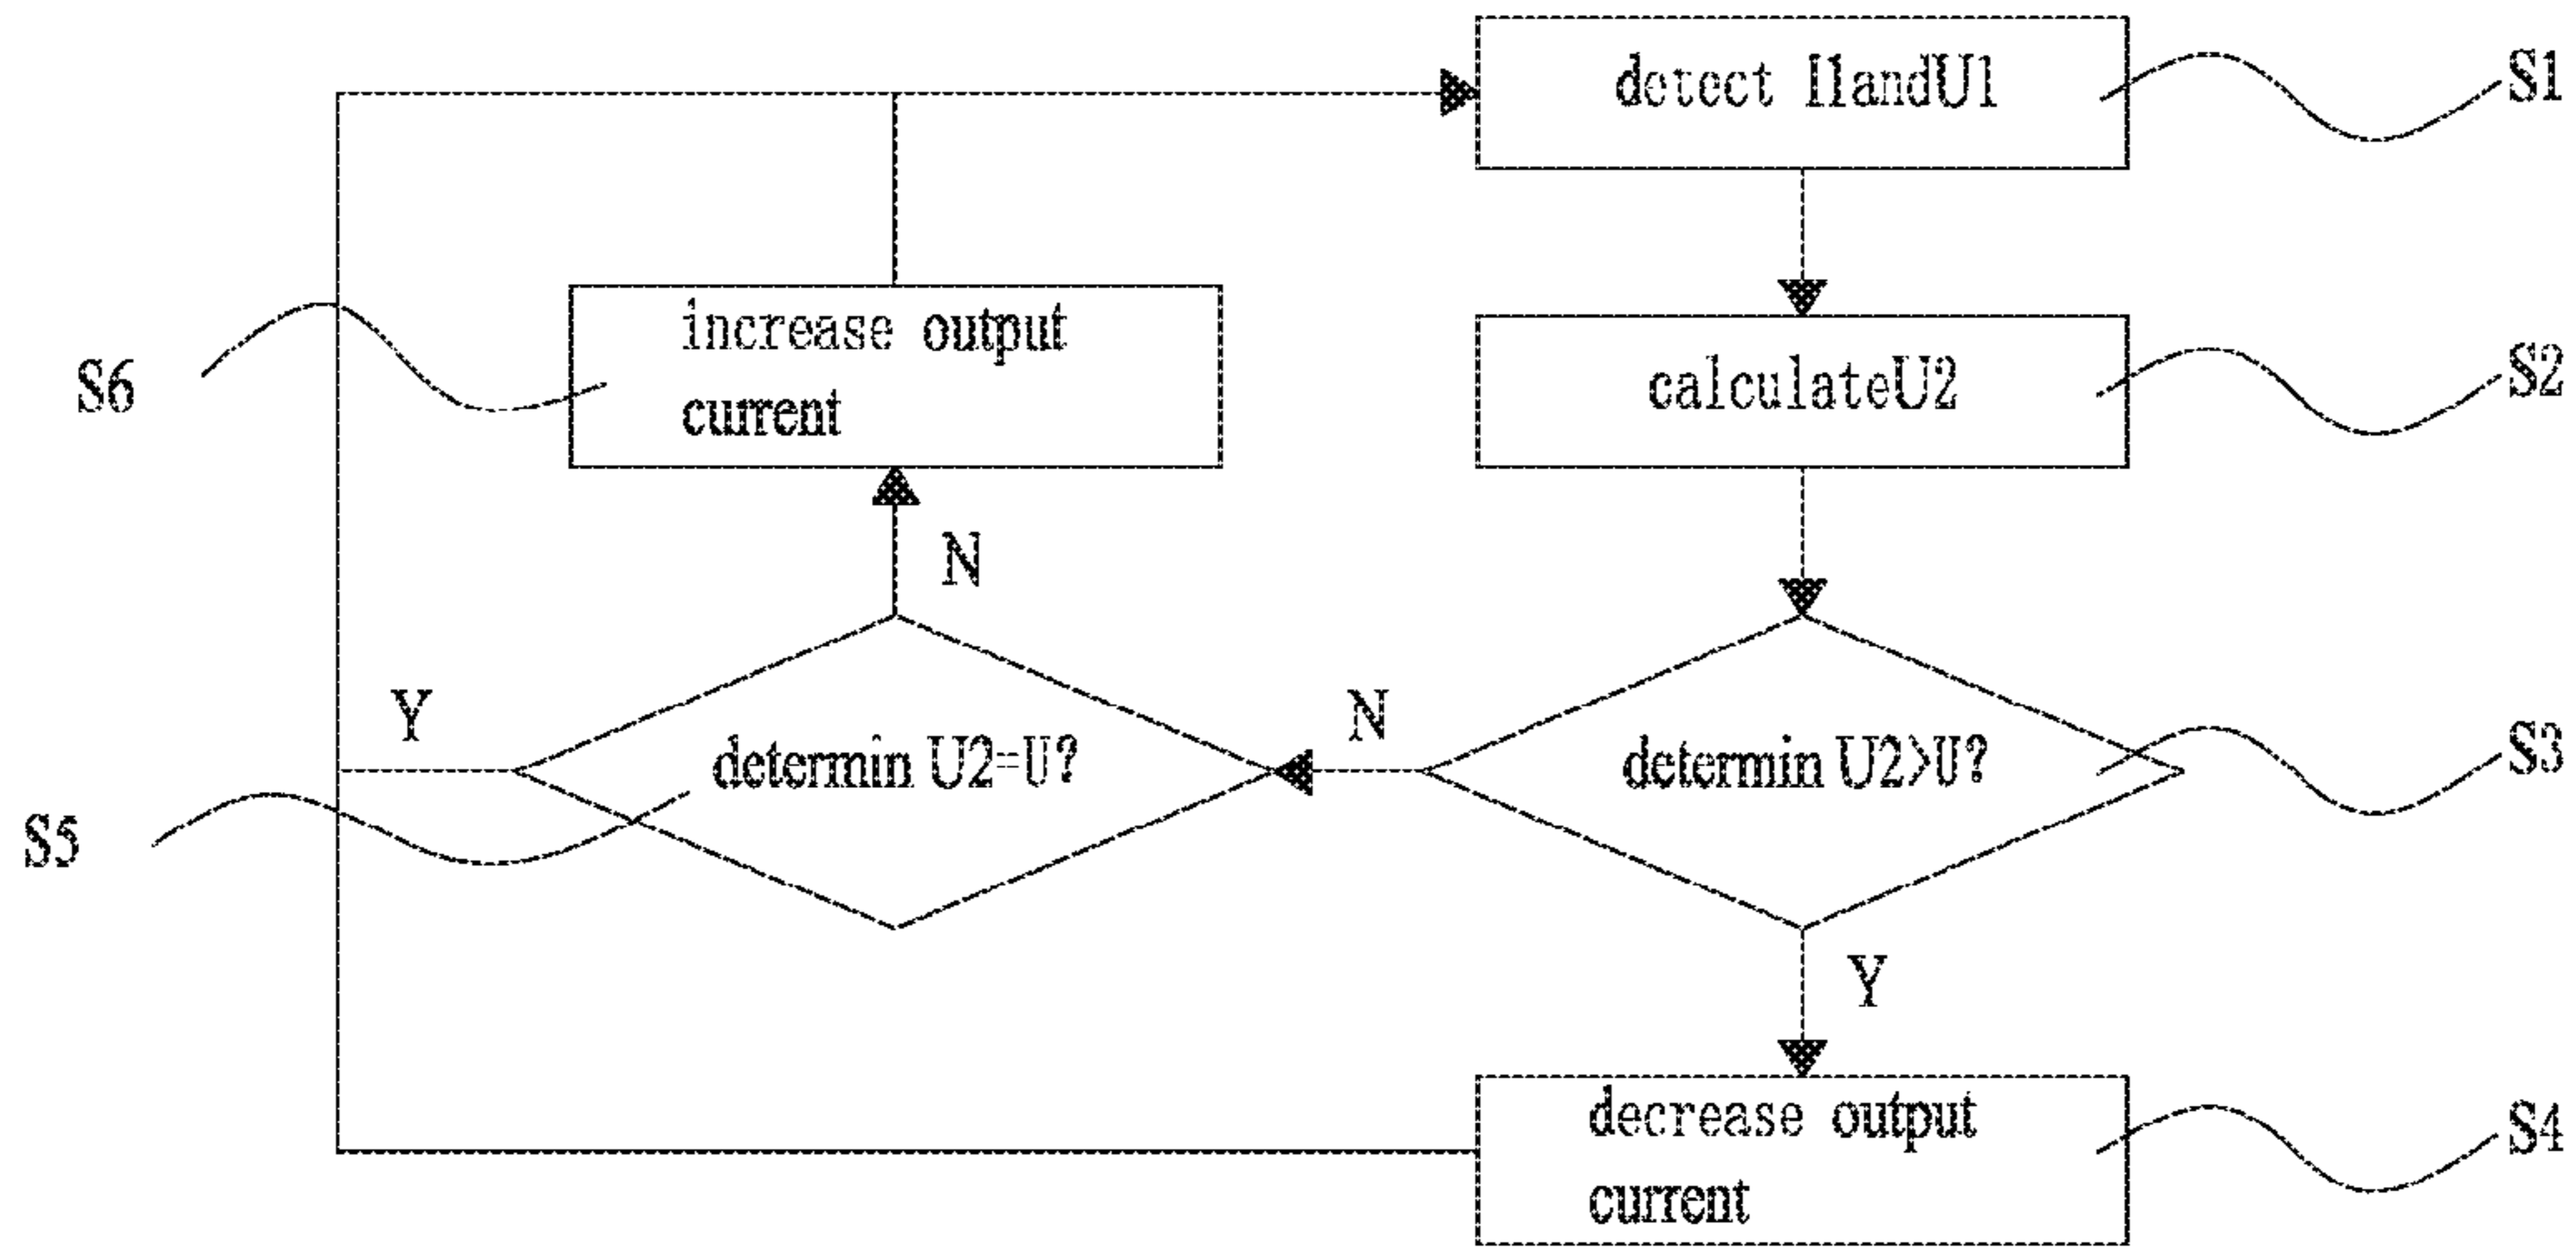 detect I1andU1
S1
increase output
current
S6
calculateU2
S2
N
Y
determin U2=U?
N
determin U2>U?
S3
S5
Y
decrease output
current
S4